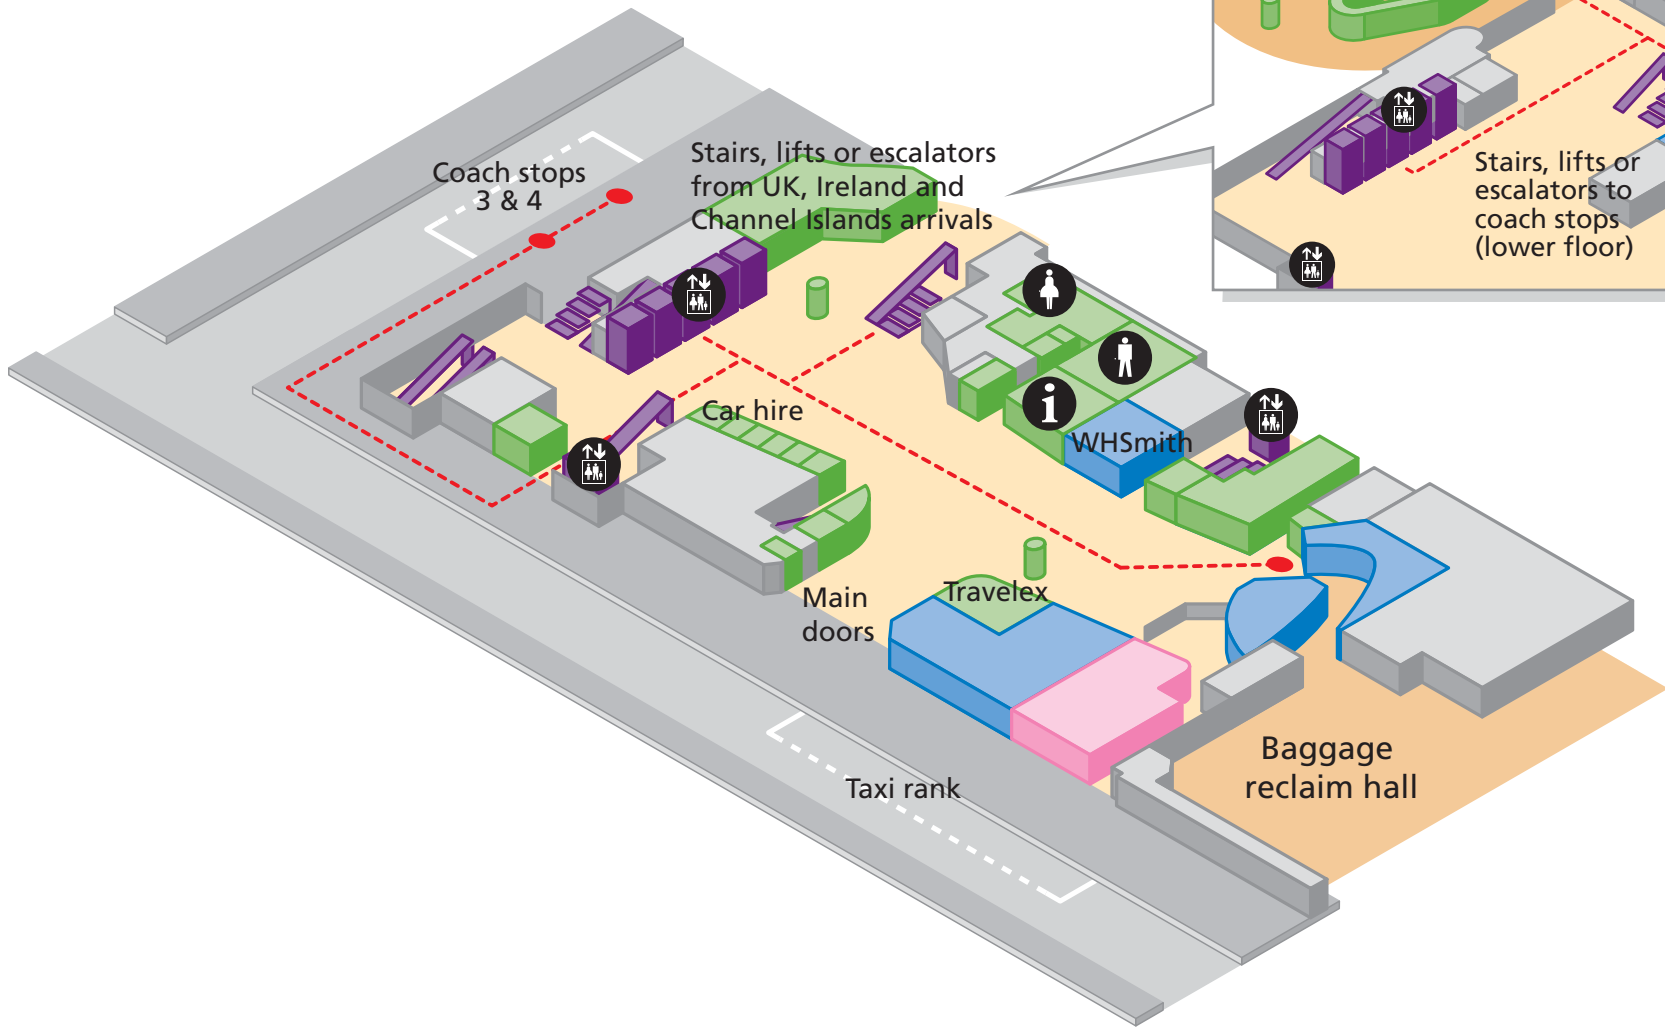 Coach stops
3 & 4
Stairs, lifts or escalators
from UK, Ireland and
Channel Islands arrivals
Stairs, lifts or
escalators to
coach stops
(lower floor)
Car hire
i
WHSmith
Main
doors
Travelex
Taxi rank
Baggage
reclaim hall